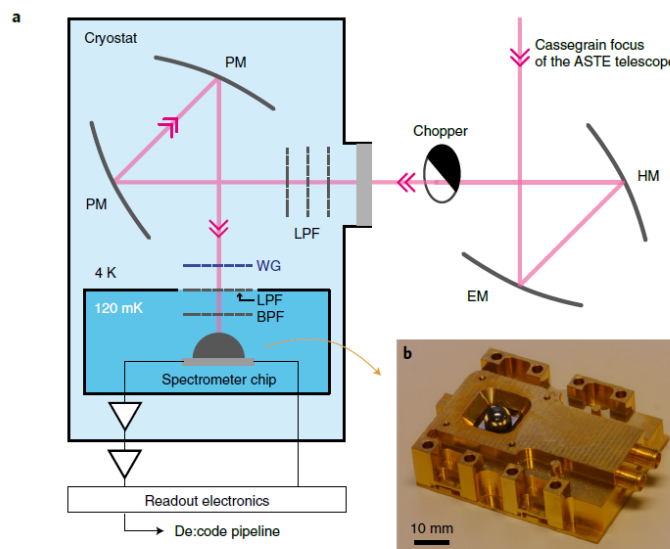 a
Cryostat
PM
Cassegrain focus
of the ASTE telescope
Chopper
HM
PM
LPF
WG
4 K
EM
LPF
120 mK
BPF
b
Spectrometer chip
Readout electronics
10 mm
De:code pipeline